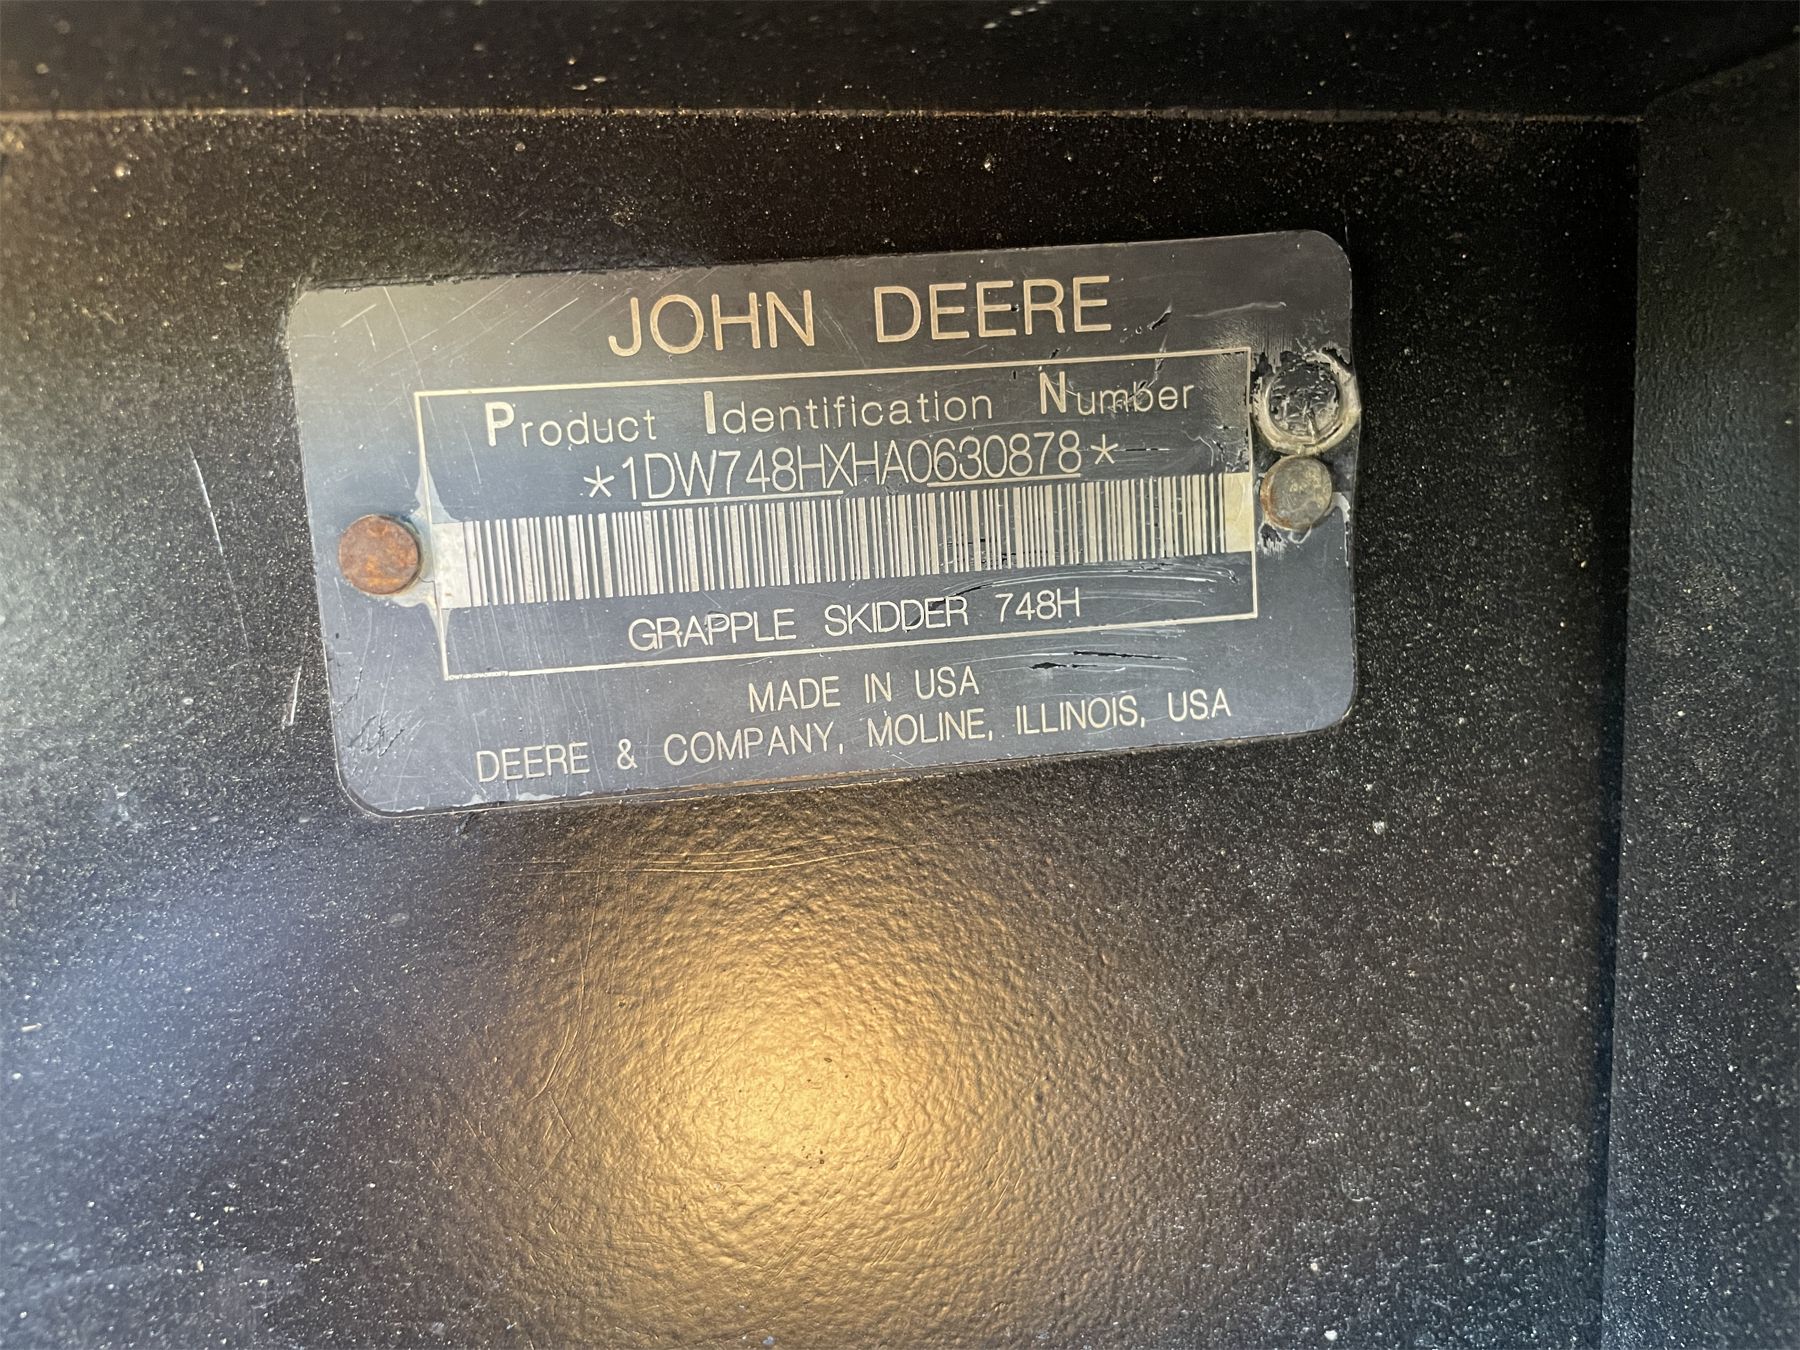 JOHN DEERE
Product Identification Number
*1DW748HXHA0630878*
GRAPPLE SKIDDER 748H
MADE IN USA
DEERE & COMPANY, MOLINE, ILLINOIS, USA